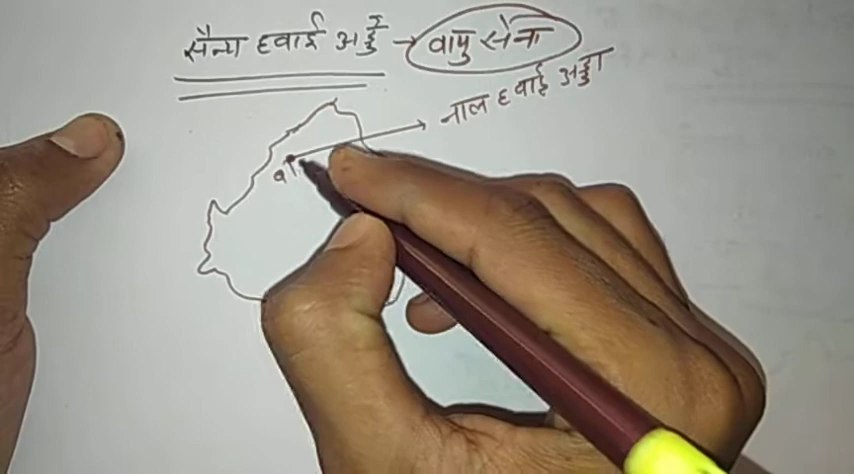 सैन्य हवाई अड्डे → वायु सेना
नाल हवाई अड्डा